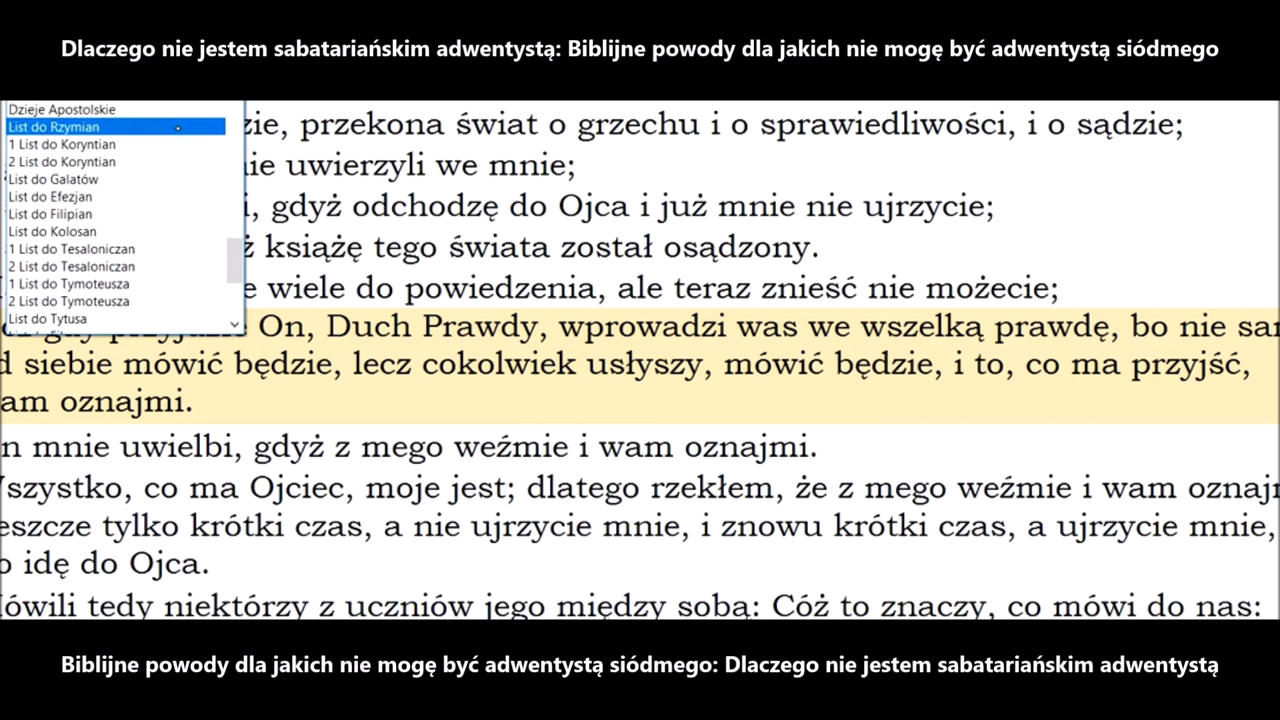 Dlaczego nie jestem sabatariańskim adwentystą: Biblijne powody dla jakich nie mogę być adwentystą siódmego
Dzieje Apostolskie
List do Rzymian
1 List do Koryntian
2 List do Koryntian
List do Galatów
List do Efezjan
List do Filipian
List do Kolosan
1 List do Tesaloniczan
2 List do Tesaloniczan
1 List do Tymoteusza
2 List do Tymoteusza
List do Tytusa
przekona świat o grzechu i o sprawiedliwości, i o sądzie;
uwierzyli we mnie;
gdyż odchodzę do Ojca i już mnie nie ujrzycie;
książę tego świata został osądzony.
wiele do powiedzenia, ale teraz znieść nie możecie;
On, Duch Prawdy, wprowadzi was we wszelką prawdę, bo nie
siebie mówić będzie, lecz cokolwiek usłyszy, mówić będzie, i to, co ma przyjść,
oznajmi.
mnie uwielbi, gdyż z mego weźmie i wam oznajmi.
co ma Ojciec, moje jest; dlatego rzekłem, że z mego weźmie i wam
tylko krótki czas, a nie ujrzycie mnie, i znowu krótki czas, a ujrzycie mnie,
idę do Ojca.
tedy niektórzy z uczniów jego między sobą: Cóż to znaczy, co mówi do nas:
Biblijne powody dla jakich nie mogę być adwentystą siódmego: Dlaczego nie jestem sabatariańskim adwentystą